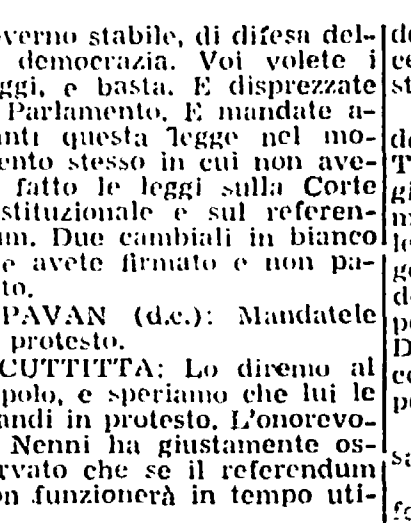 verno stabile, di difesa del-
democrazia. Voi volete i
ggi, e basta. E disprezzate
Parlamento. E mandate a-
anti questa legge nel mo-
ento stesso in cui non ave-
fatto le leggi sulla Corte
stituzionale e sul referen-
um. Due cambiali in bianco
e avete firmato e non pa-
to.
PAVAN (d.c.): Mandatele
protesto.
CUTTITTA: Lo diremo al
polo, e speriamo che lui le
andi in protesto. L'onorevo-
Nenni ha giustamente os-
rvato che se il referendum
on funzionerà in tempo uti-